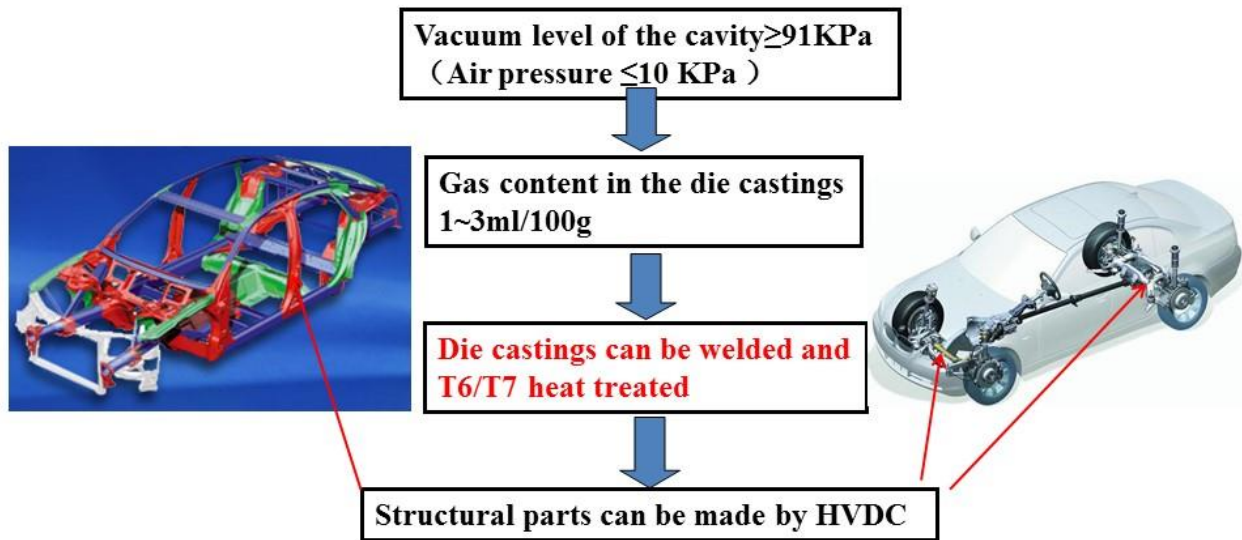 Vacuum level of the cavity≥91KPa
（Air pressure ≤10 KPa ）
Gas content in the die castings
1~3ml/100g
Die castings can be welded and
T6/T7 heat treated
Structural parts can be made by HVDC